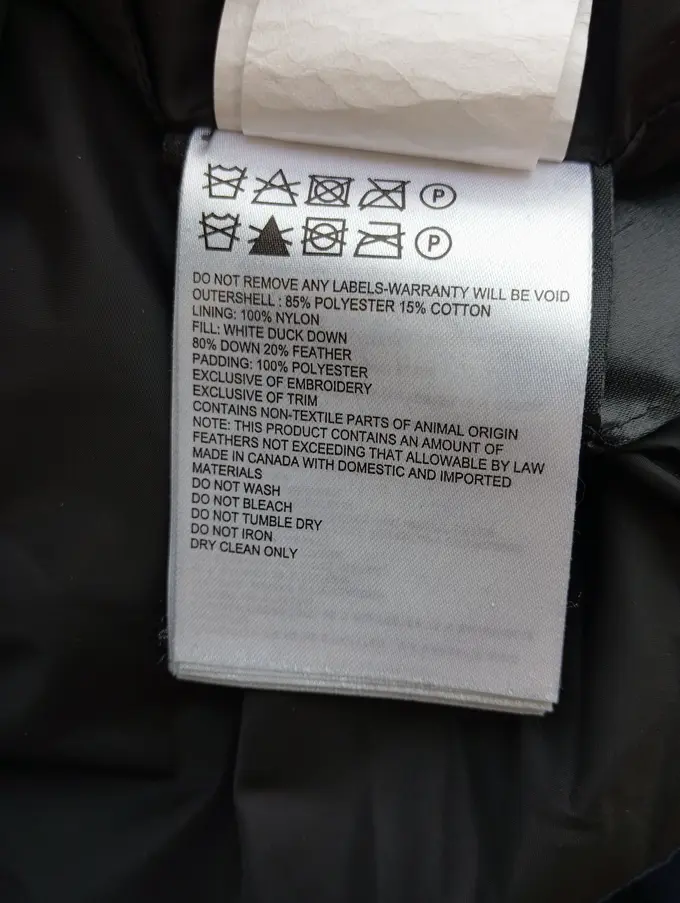 P
P
DO NOT REMOVE ANY LABELS-WARRANTY WILL BE VOID
OUTERSHELL : 85% POLYESTER 15% COTTON
LINING: 100% NYLON
FILL: WHITE DUCK DOWN
80% DOWN 20% FEATHER
PADDING: 100% POLYESTER
EXCLUSIVE OF EMBROIDERY
EXCLUSIVE OF TRIM
CONTAINS NON-TEXTILE PARTS OF ANIMAL ORIGIN
NOTE: THIS PRODUCT CONTAINS AN AMOUNT OF
FEATHERS NOT EXCEEDING THAT ALLOWABLE BY LAW
MADE IN CANADA WITH DOMESTIC AND IMPORTED
MATERIALS
DO NOT WASH
DO NOT BLEACH
DO NOT TUMBLE DRY
DO NOT IRON
DRY CLEAN ONLY